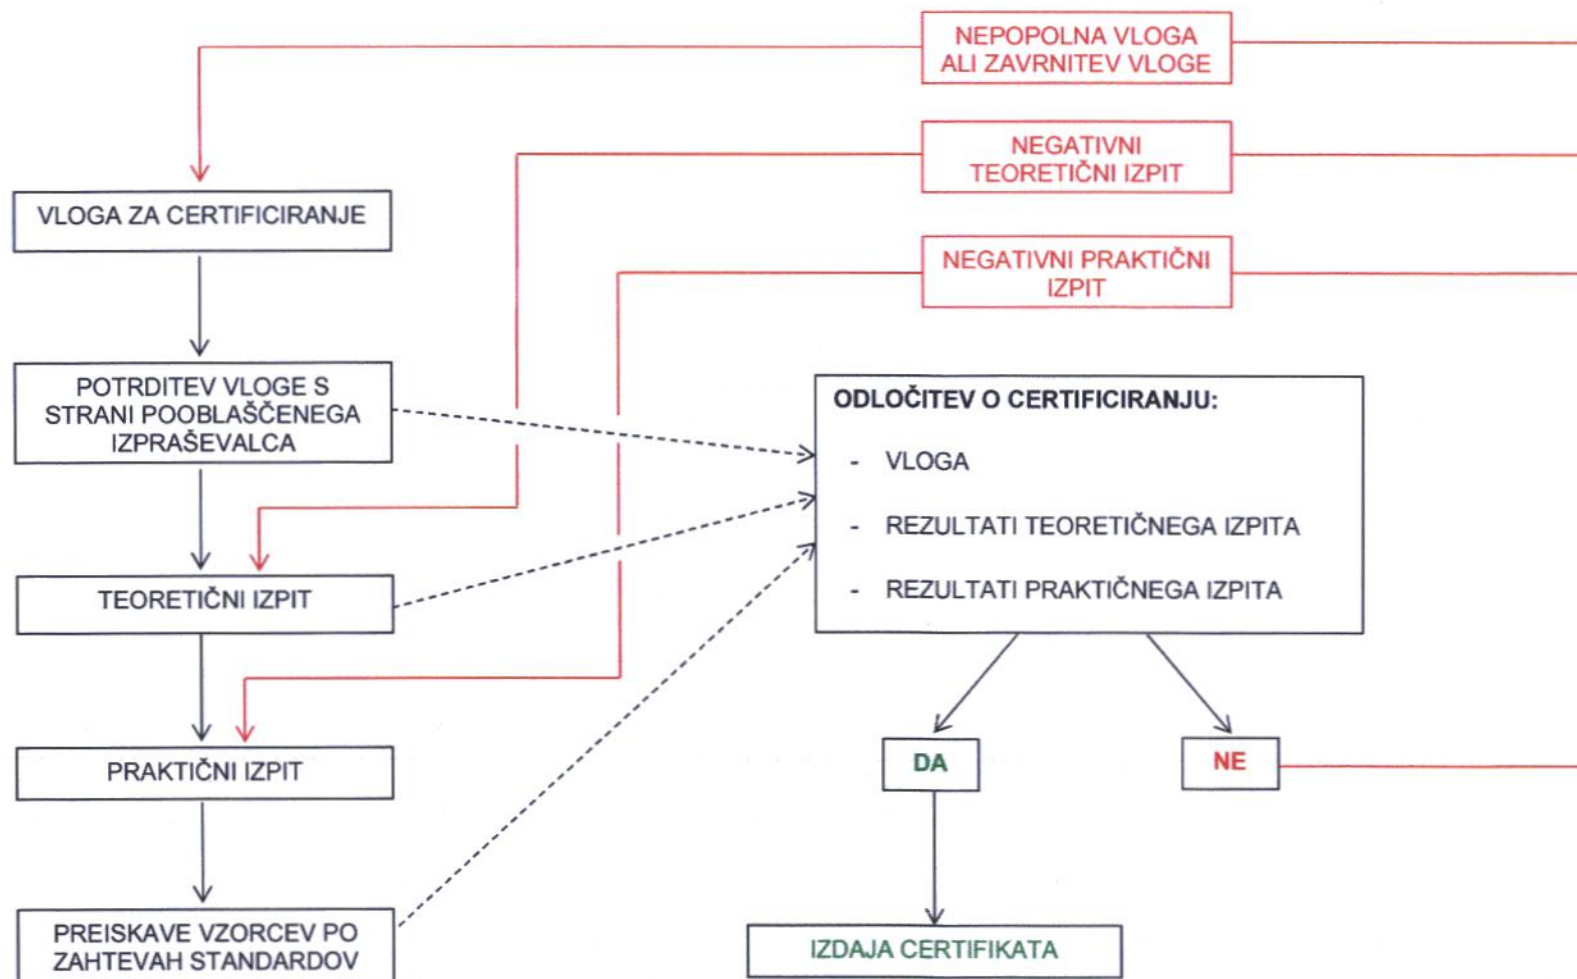 NEPOPOLNA VLOGA
ALI ZAVRNITEV VLOGE
NEGATIVNI
TEORETIČNI IZPIT
VLOGA ZA CERTIFICIRANJE
NEGATIVNI PRAKTIČNI
IZPIT
POTRDITEV VLOGE S
STRANI POOBLAŠČENEGA
IZPRAŠEVALCA
ODLOČITEV O CERTIFICIRANJU:
- VLOGA
- REZULTATI TEORETIČNEGA IZPITA
- REZULTATI PRAKTIČNEGA IZPITA
TEORETIČNI IZPIT
PRAKTIČNI IZPIT
DA
NE
PREISKAVE VZORCEV PO
ZAHTEVAH STANDARDOV
IZDAJA CERTIFIKATA